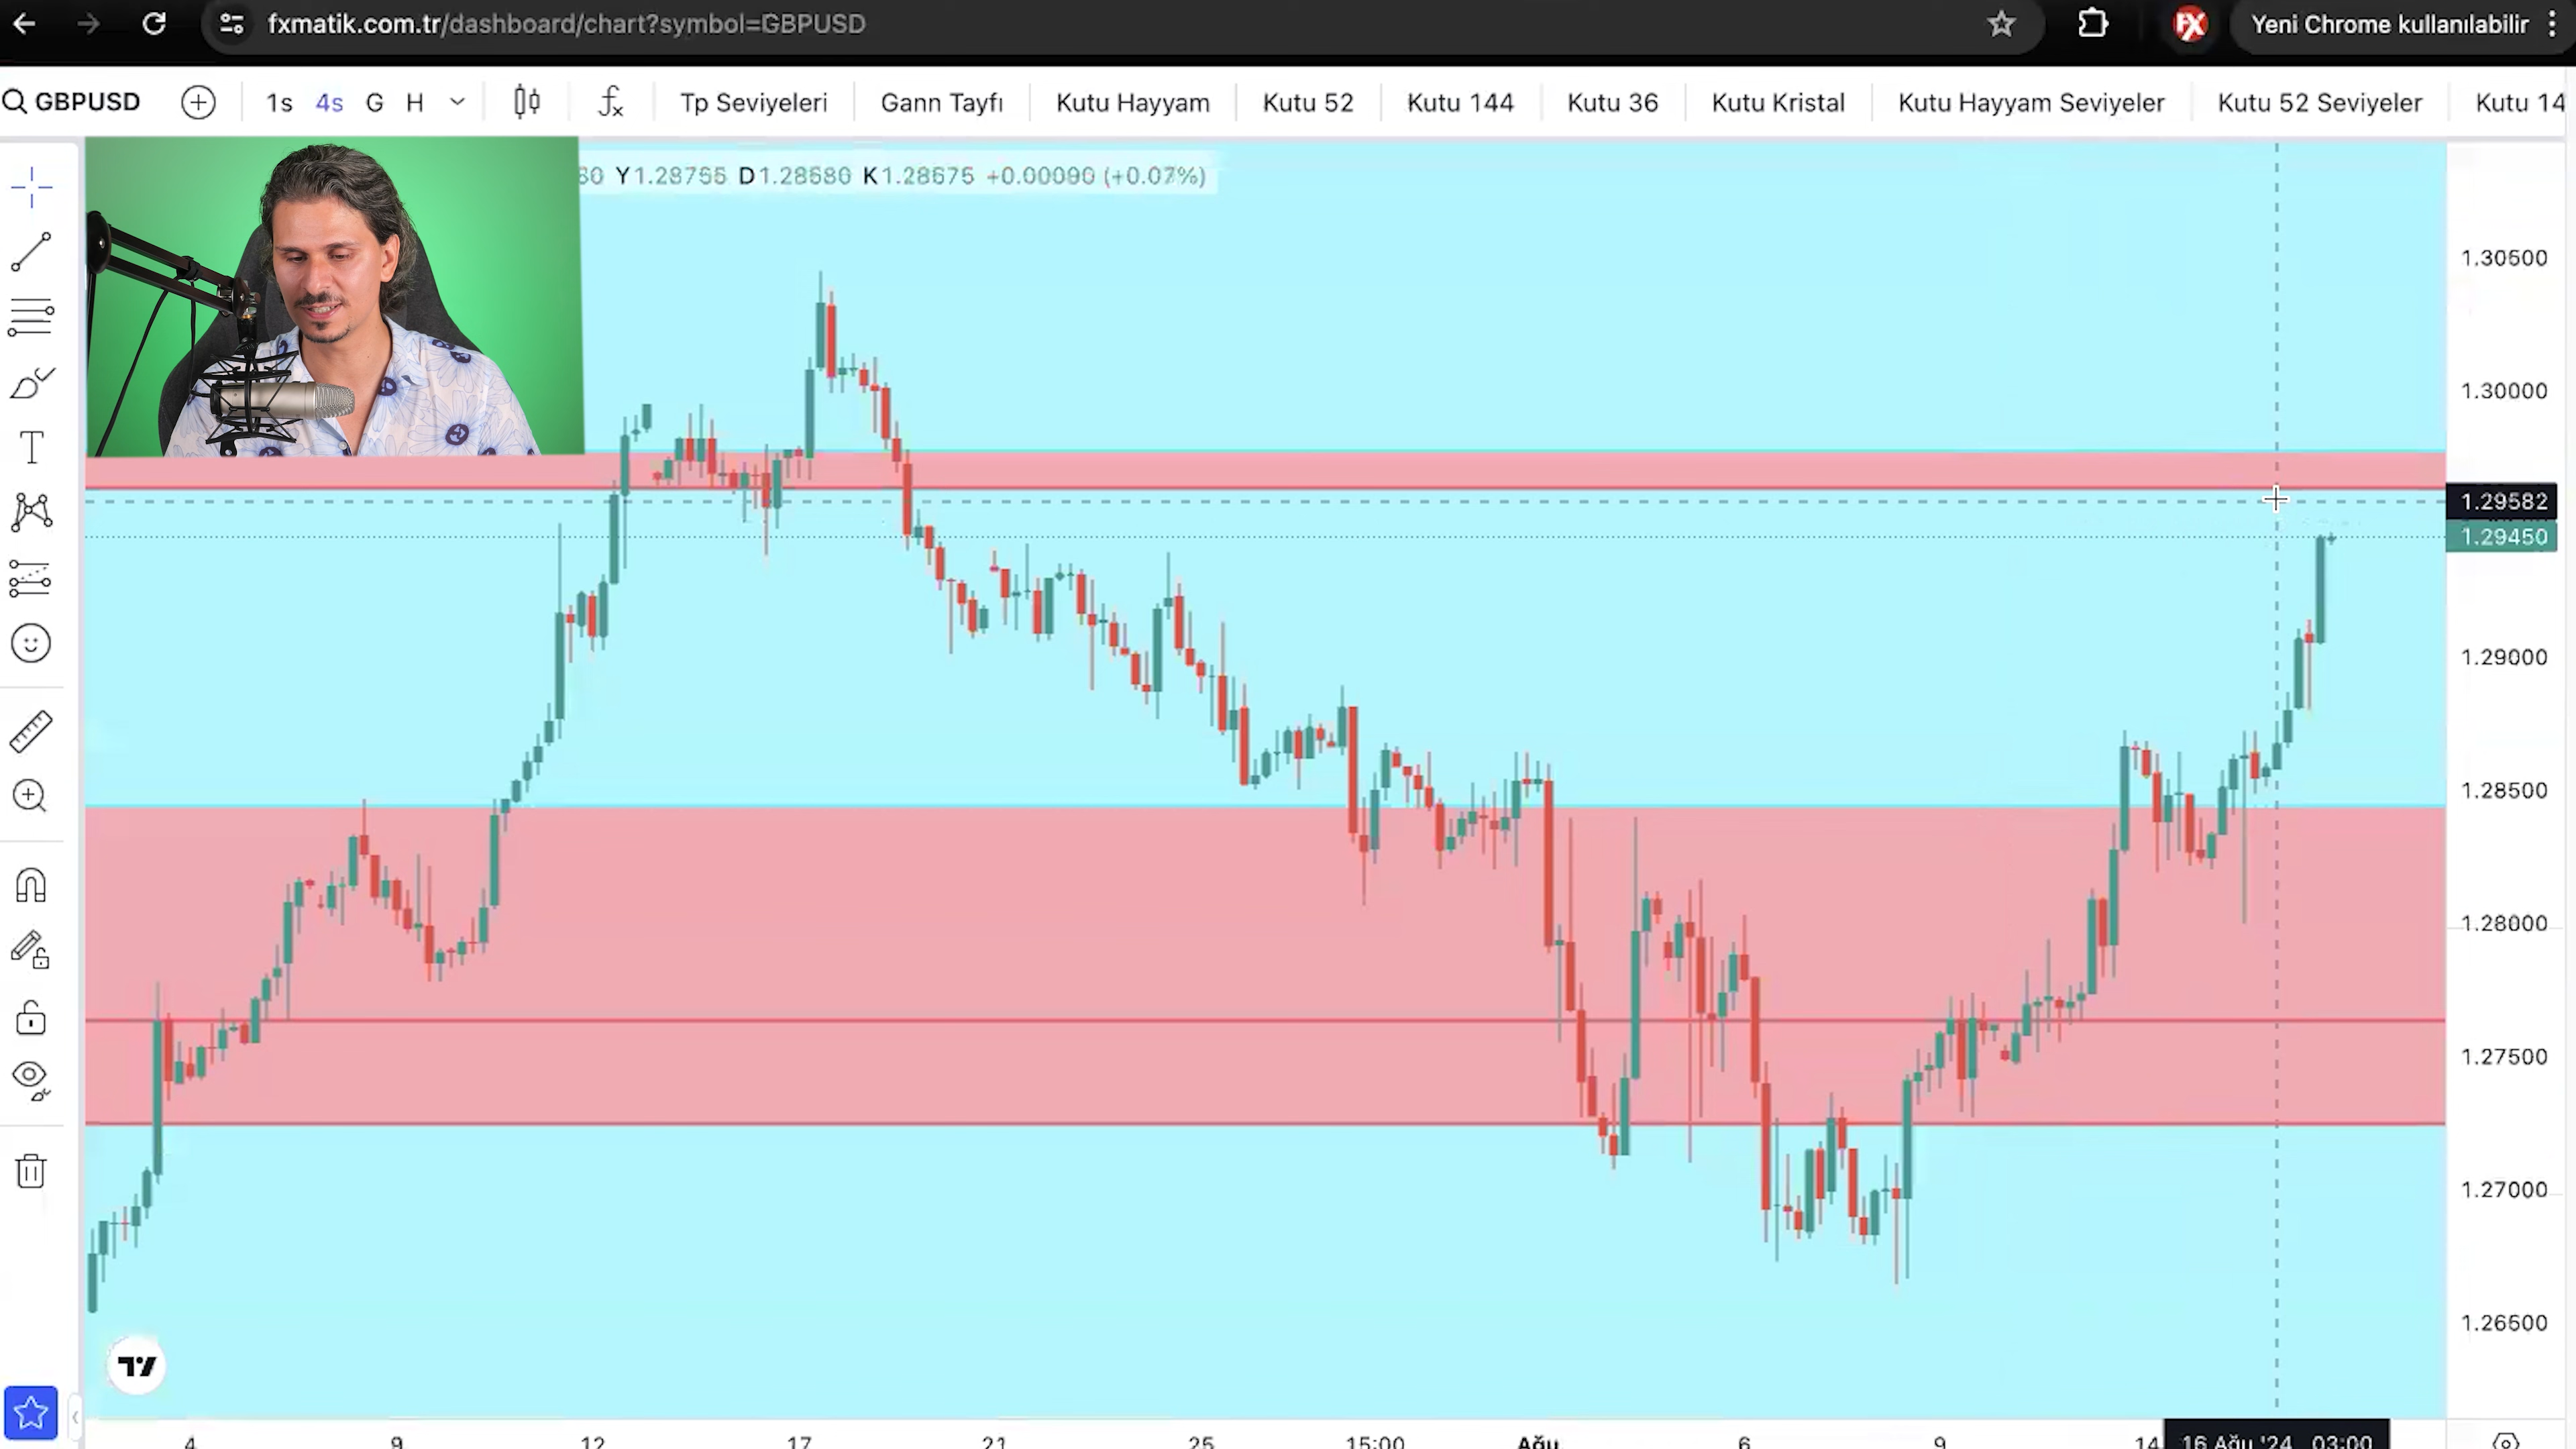 fxmatik.com.tr/dashboard/chart?symbol=GBPUSD
Yeni Chrome kullanılabilir
GBPUSD 1s 4s G H Tp Seviyeleri Gann Tayfı Kutu Hayyam Kutu 52 Kutu 144 Kutu 36 Kutu Kristal Kutu Hayyam Seviyeler Kutu 52 Seviyeler Kutu 14
Y1.28755 D1.28580 K1.28675 +0.00090 (+0.07%)
1.30500
1.30000
1.29582
1.29450
1.29000
1.28500
1.28000
1.27500
1.27000
1.26500
4 9 12 17 21 25 15:00 Ağu 6 9 14 16 Ağu '24 03:00